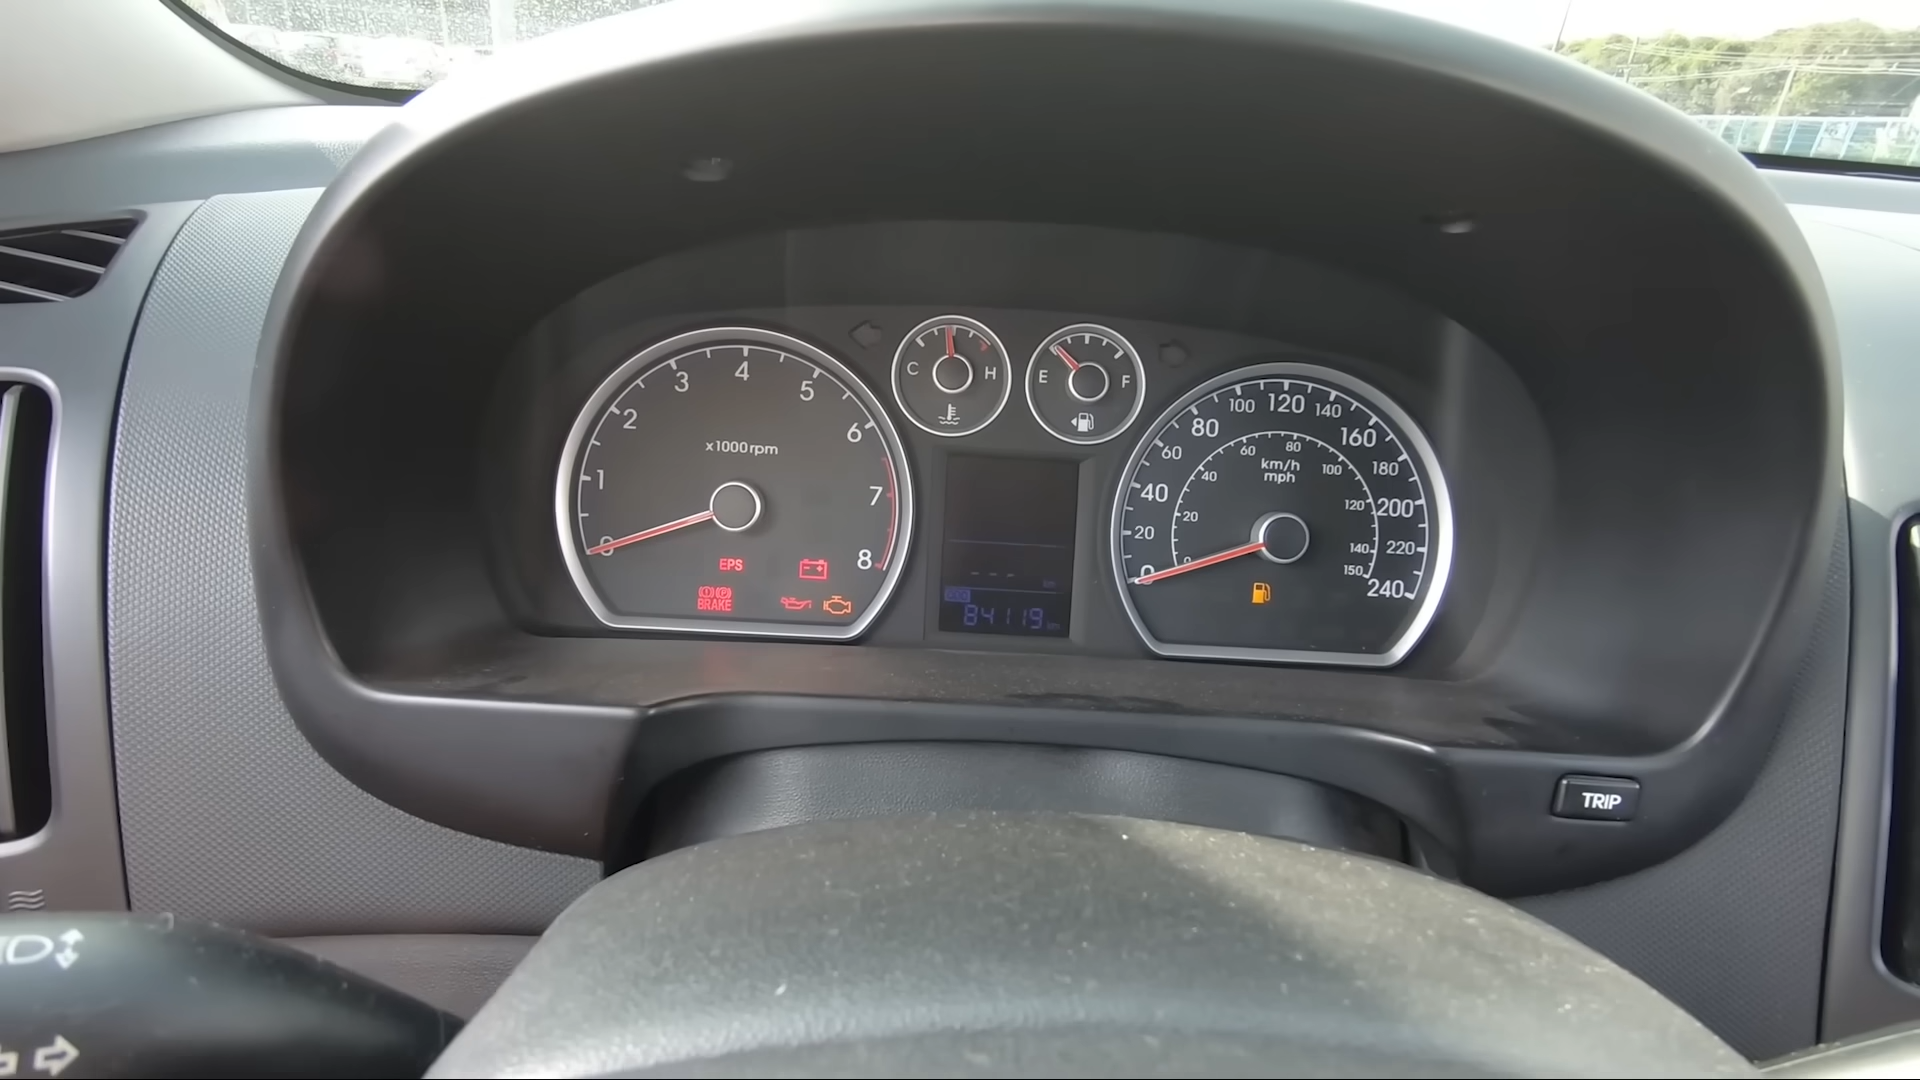 C H
E F
0 1 2 3 4 5 6 7 8
x1000rpm
EPS
BRAKE
84119 km
0 20 40 60 80 100 120 140 160 180 200 220 240
0 20 40 60 80 100 120 140 150
km/h
mph
TRIP